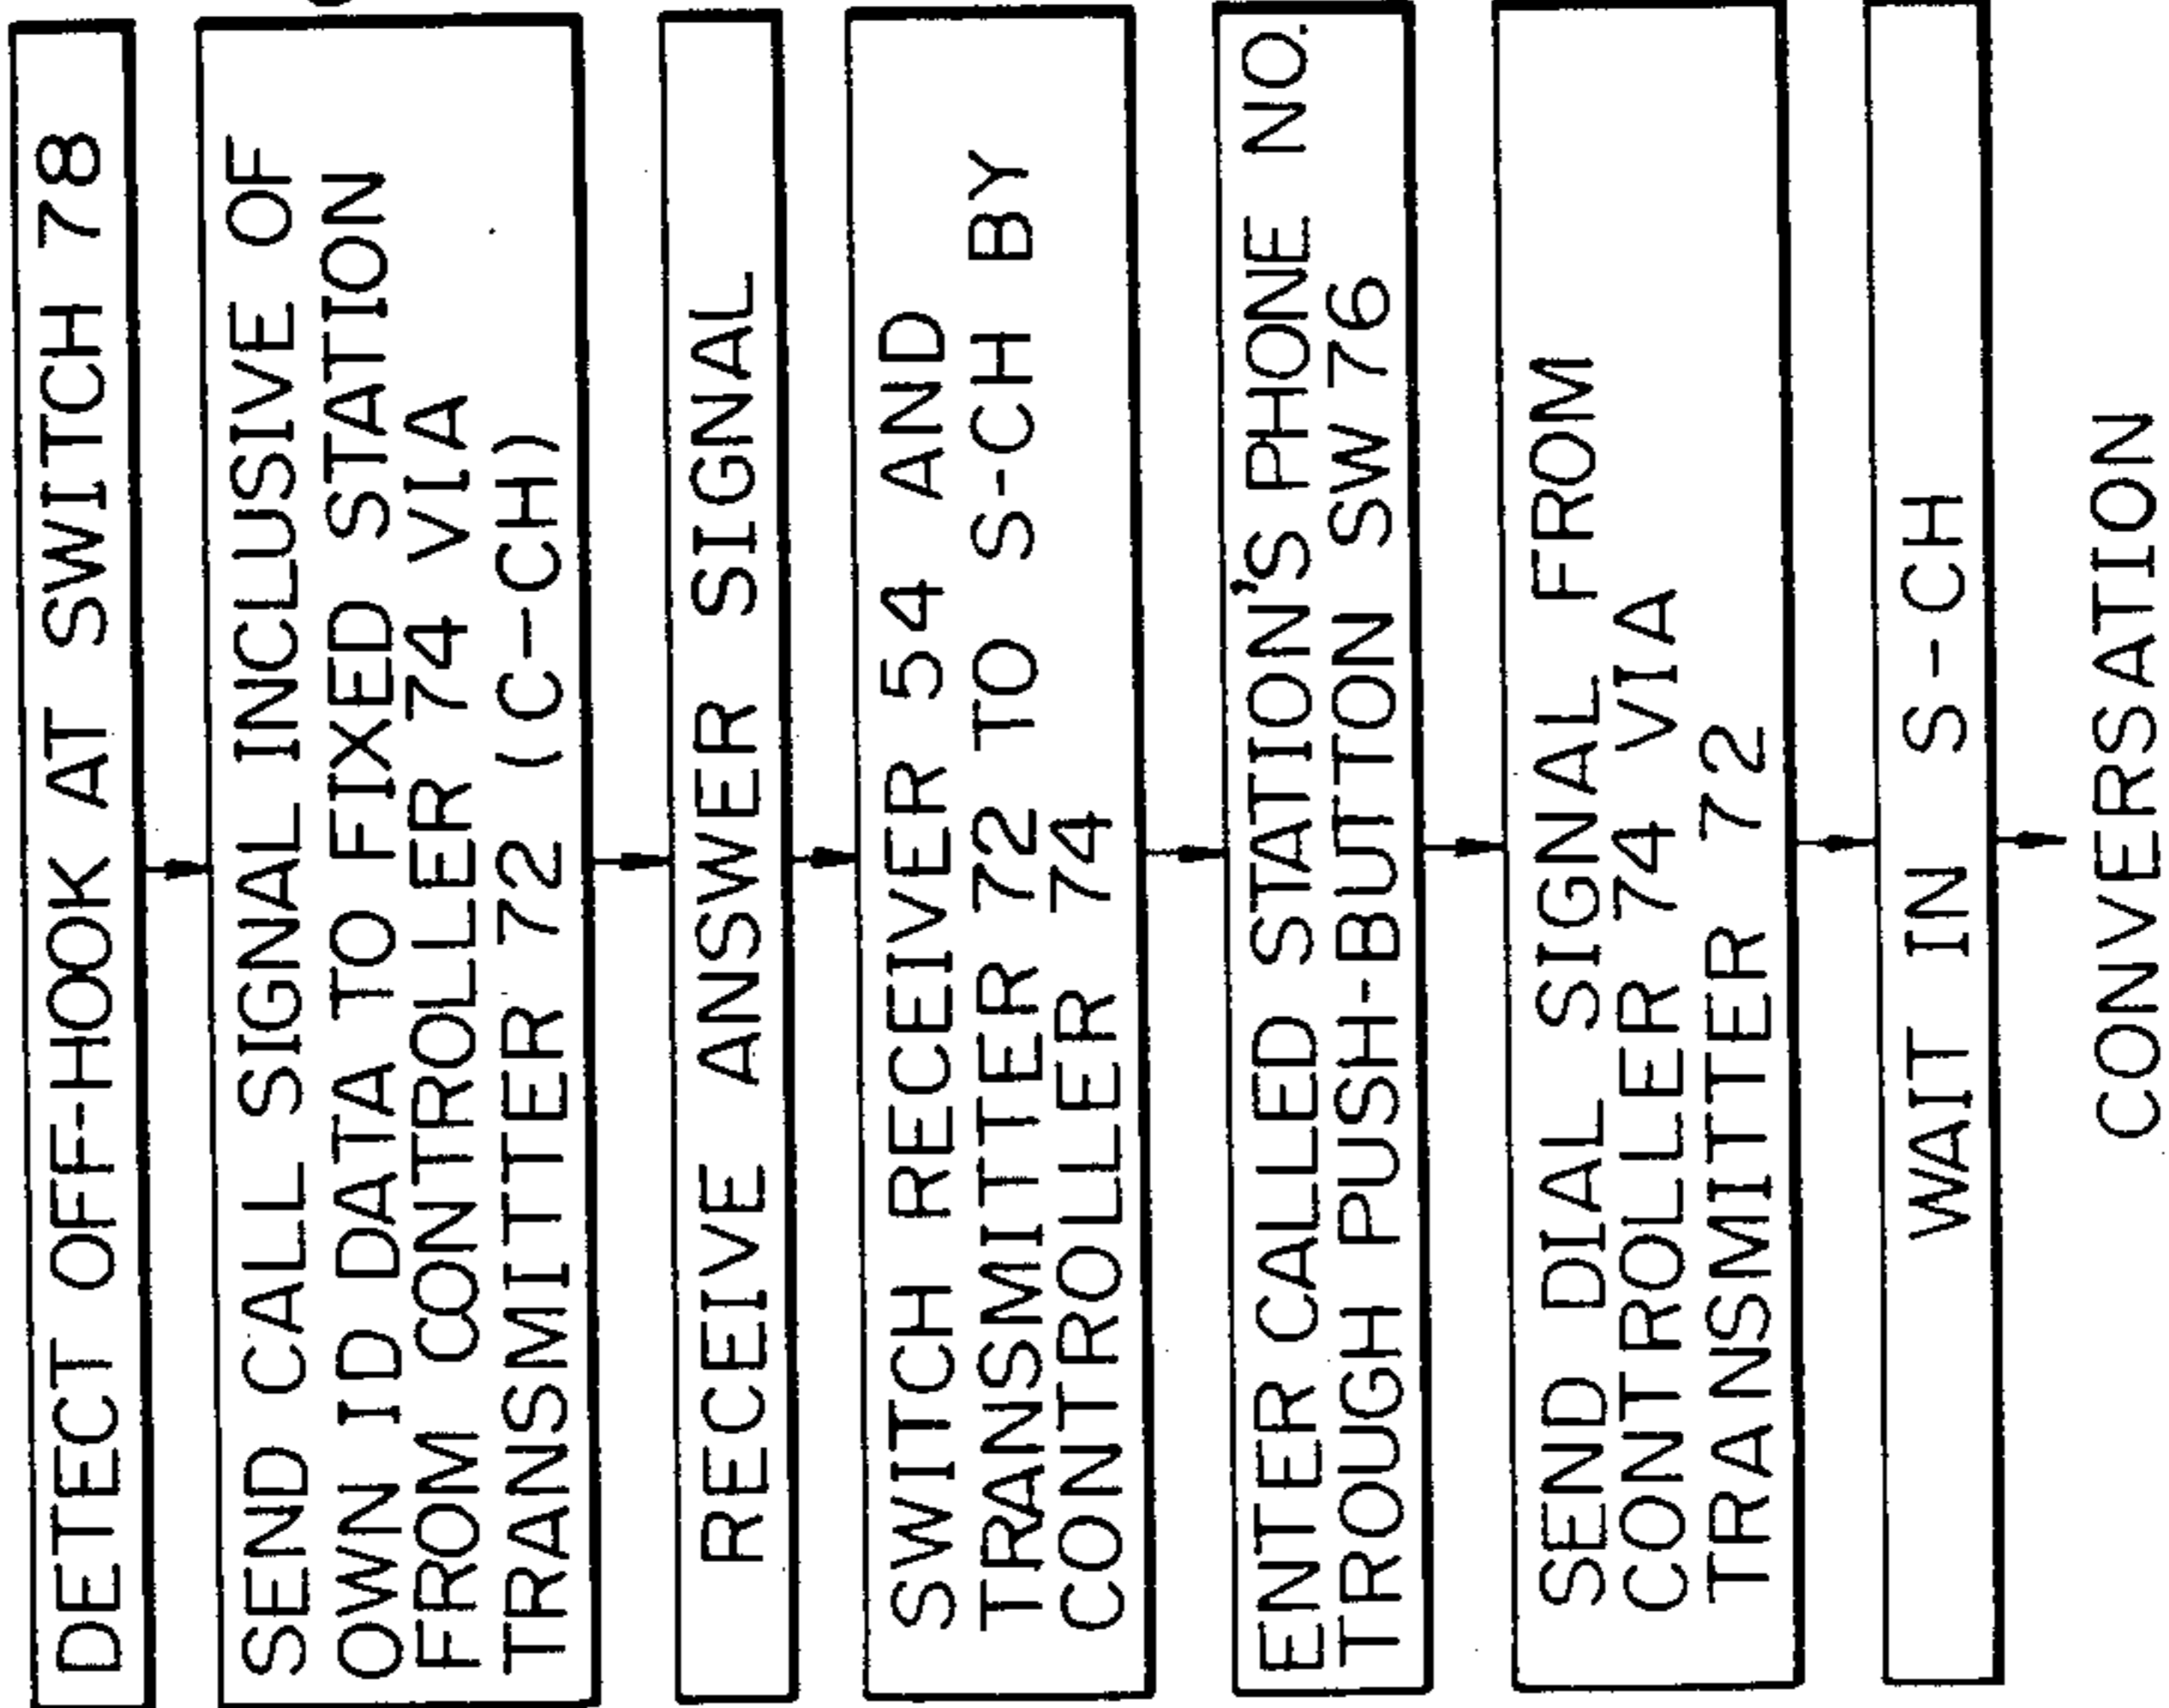 DETECT OFF-HOOK AT SWITCH 78
SEND CALL SIGNAL INCLUSIVE OF
OWN ID DATA TO FIXED STATION
FROM CONTROLLER 74 VIA
TRANSMITTER 72 (C-CH)
RECEIVE ANSWER SIGNAL
SWITCH RECEIVER 54 AND
TRANSMITTER 72 TO S-CH BY
CONTROLLER 74
ENTER CALLED STATION'S PHONE NO.
TROUGH PUSH-BUTTON SW 76
SEND DIAL SIGNAL FROM
CONTROLLER 74 VIA
TRANSMITTER 72
WAIT IN S-CH
CONVERSATION